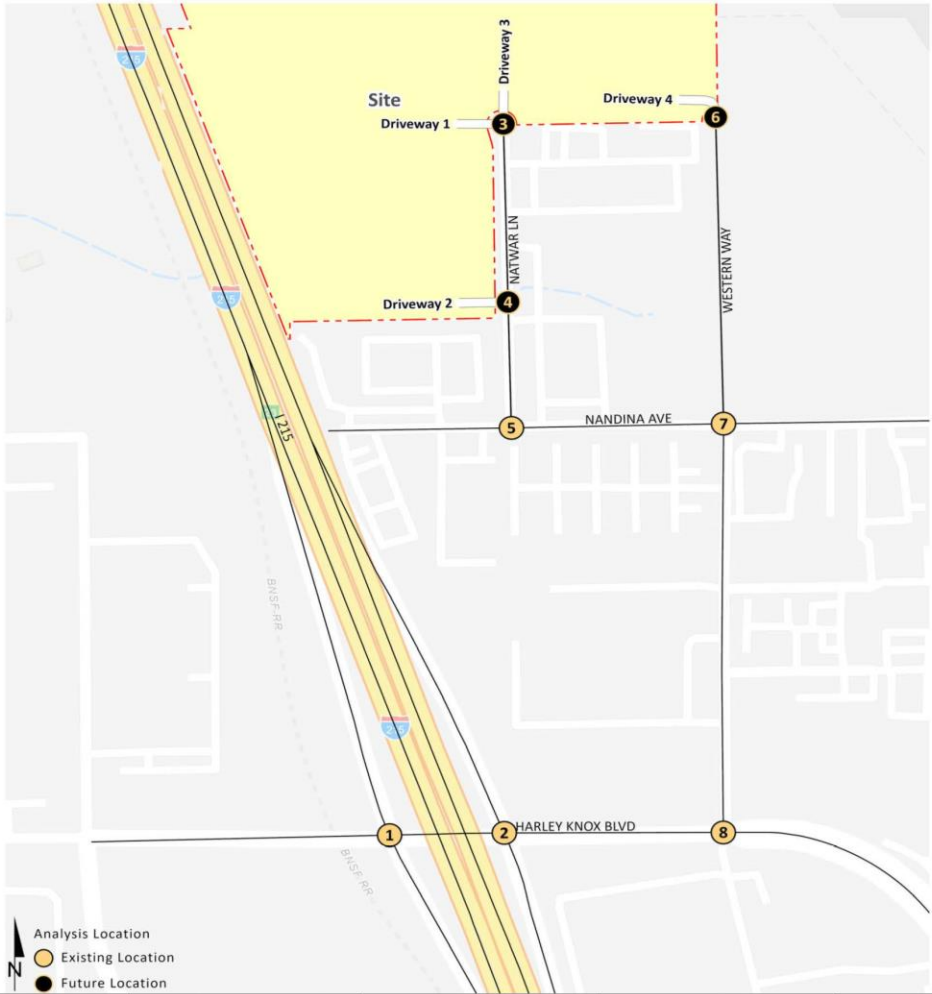 215
Driveway 3
Site
Driveway 4
Driveway 1
3
6
NATWAR LN
WESTERN WAY
215
Driveway 2
4
I 215
5
NANDINA AVE
7
BNSF RR
215
1
2
HARLEY KNOX BLVD
8
BNSF RR
Analysis Location
Existing Location
Future Location
N